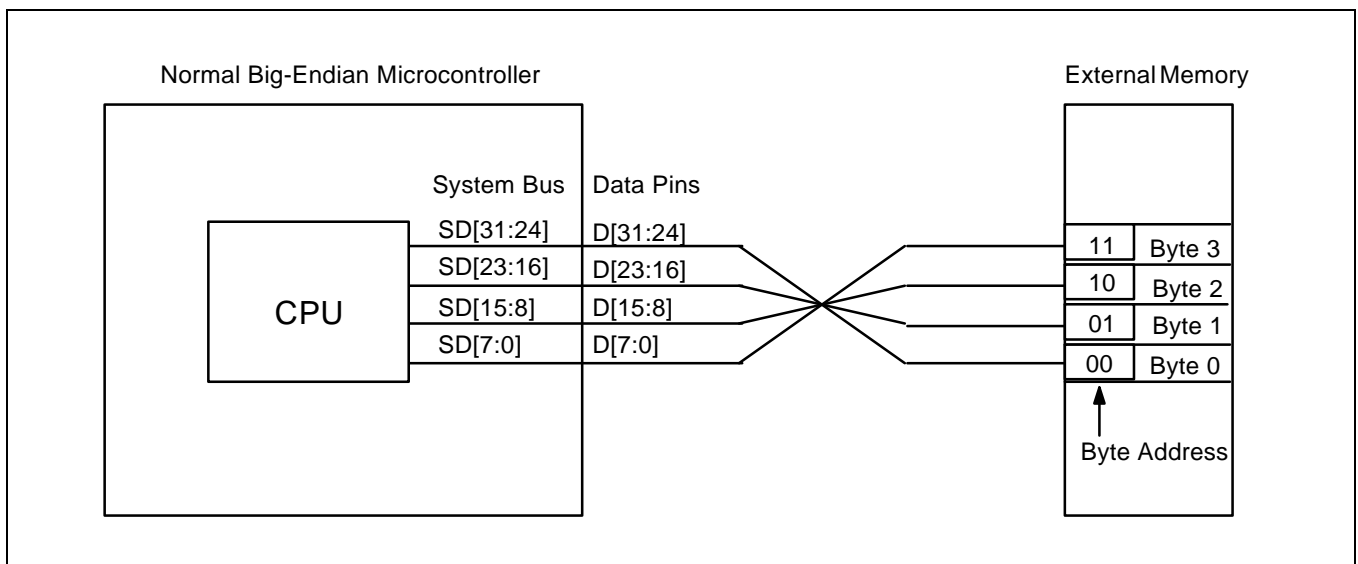 Normal Big-Endian Microcontroller
External Memory
System Bus
Data Pins
CPU
SD[31:24]
D[31:24]
SD[23:16]
D[23:16]
SD[15:8]
D[15:8]
SD[7:0]
D[7:0]
11 Byte 3
10 Byte 2
01 Byte 1
00 Byte 0
Byte Address